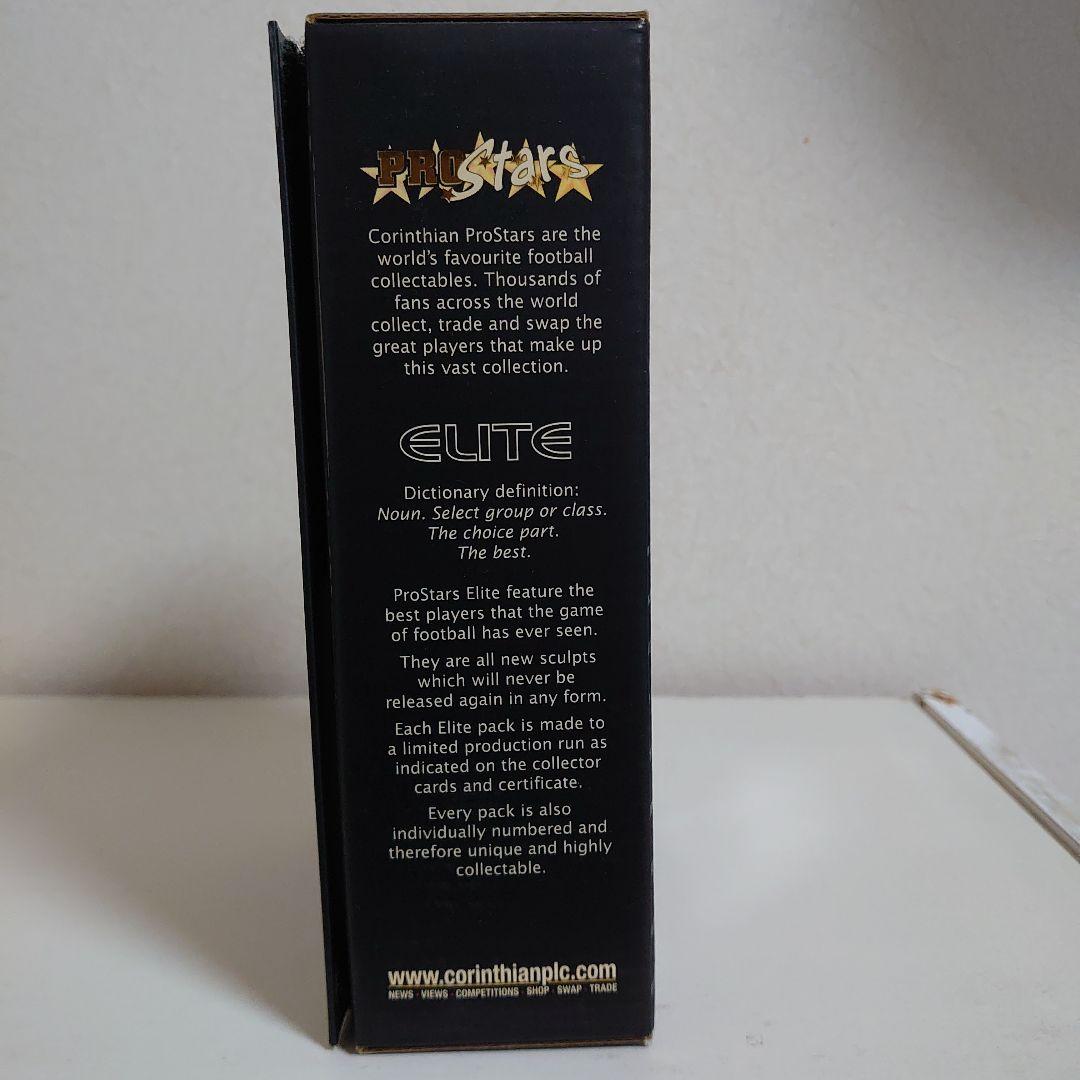 PROStars
Corinthian ProStars are the
world's favourite football
collectables. Thousands of
fans across the world
collect, trade and swap the
great players that make up
this vast collection.
ELITE
Dictionary definition:
Noun. Select group or class.
The choice part.
The best.
ProStars Elite feature the
best players that the game
of football has ever seen.
They are all new sculpts
which will never be
released again in any form.
Each Elite pack is made to
a limited production run as
indicated on the collector
cards and certificate.
Every pack is also
individually numbered and
therefore unique and highly
collectable.
www.corinthianplc.com
NEWS · VIEWS · COMPETITIONS · SHOP · SWAP · TRADE